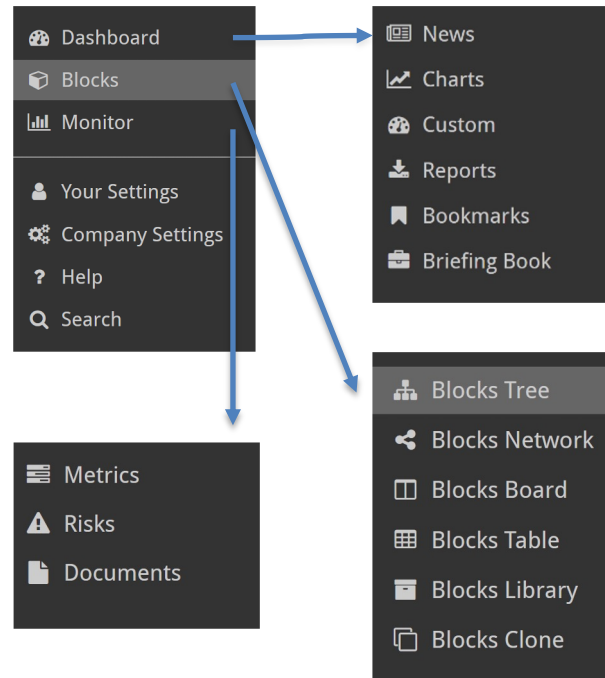 Dashboard
Blocks
Monitor
Your Settings
Company Settings
? Help
Search
News
Charts
Custom
Reports
Bookmarks
Briefing Book
Metrics
Risks
Documents
Blocks Tree
Blocks Network
Blocks Board
Blocks Table
Blocks Library
Blocks Clone